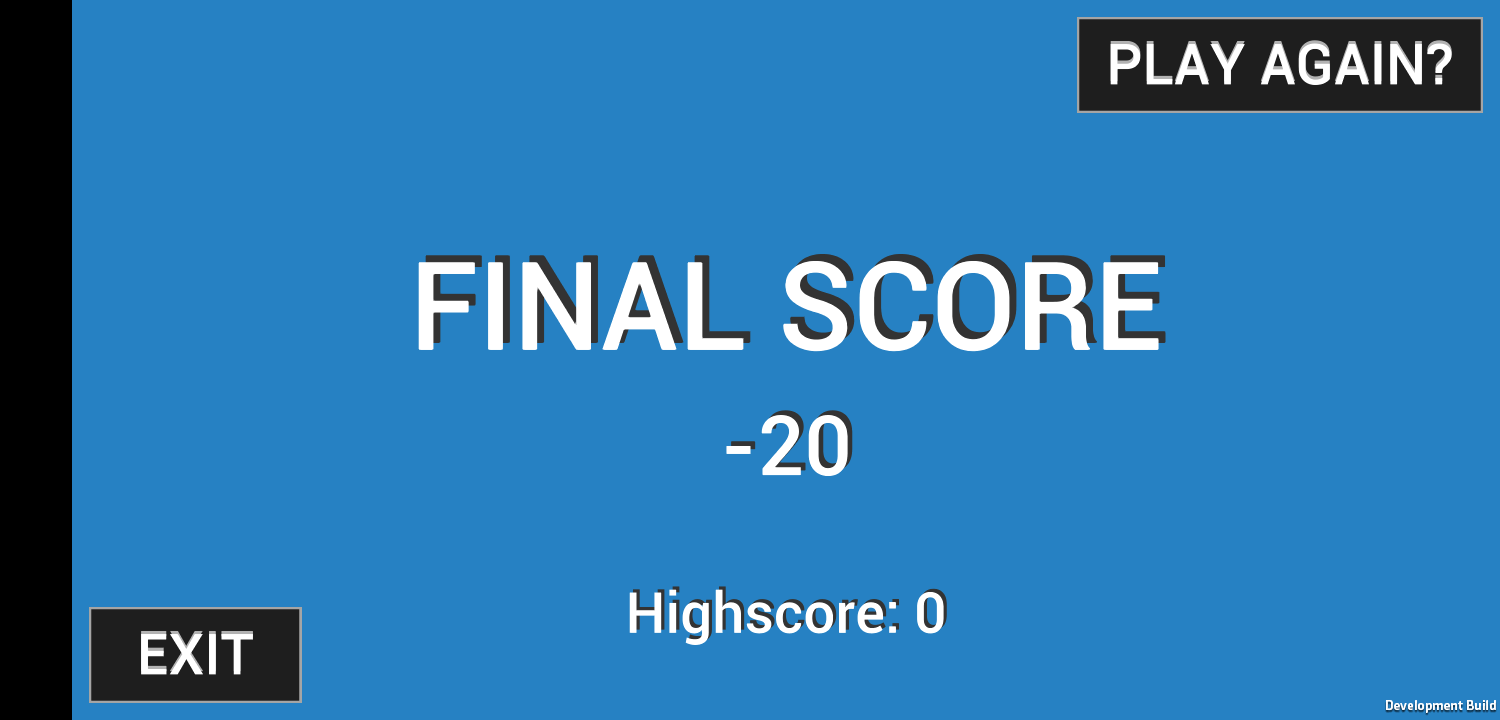 PLAY AGAIN?
FINAL SCORE
-20
Highscore: 0
EXIT
Development Build